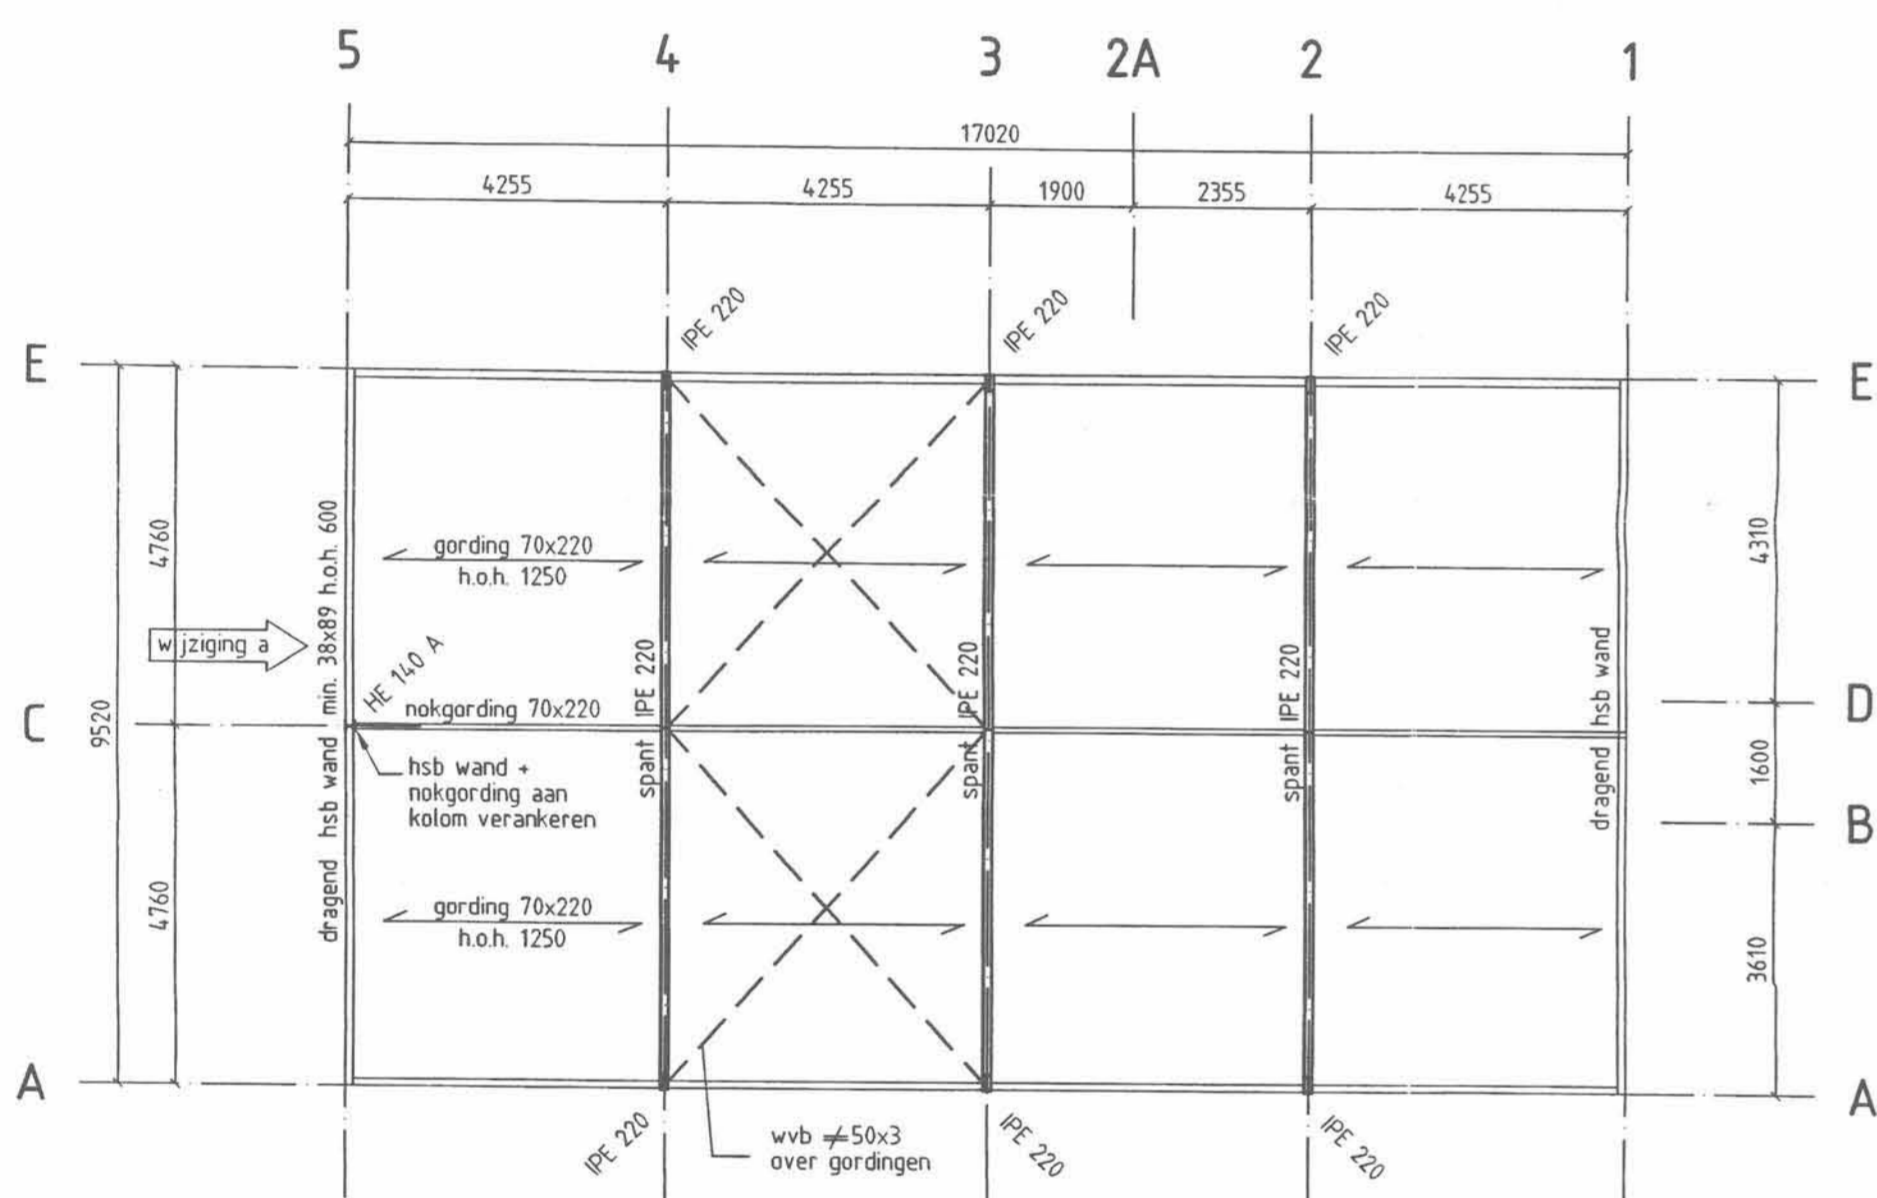 5
4
3
2A
2
1
17020
4255
4255
1900
2355
4255
IPE 220
IPE 220
IPE 220
E
E
4760
4310
min. 38x89 h.o.h. 600
gording 70x220
h.o.h. 1250
wijziging a
HE 140 A
IPE 220
IPE 220
IPE 220
dragend hsb wand
D
C
9520
nokgording 70x220
hsb wand +
nokgording aan
kolom verankeren
spant
spant
spant
1600
B
dragend hsb wand
4760
gording 70x220
h.o.h. 1250
3610
A
A
IPE 220
wvb ≠50x3
over gordingen
IPE 220
IPE 220